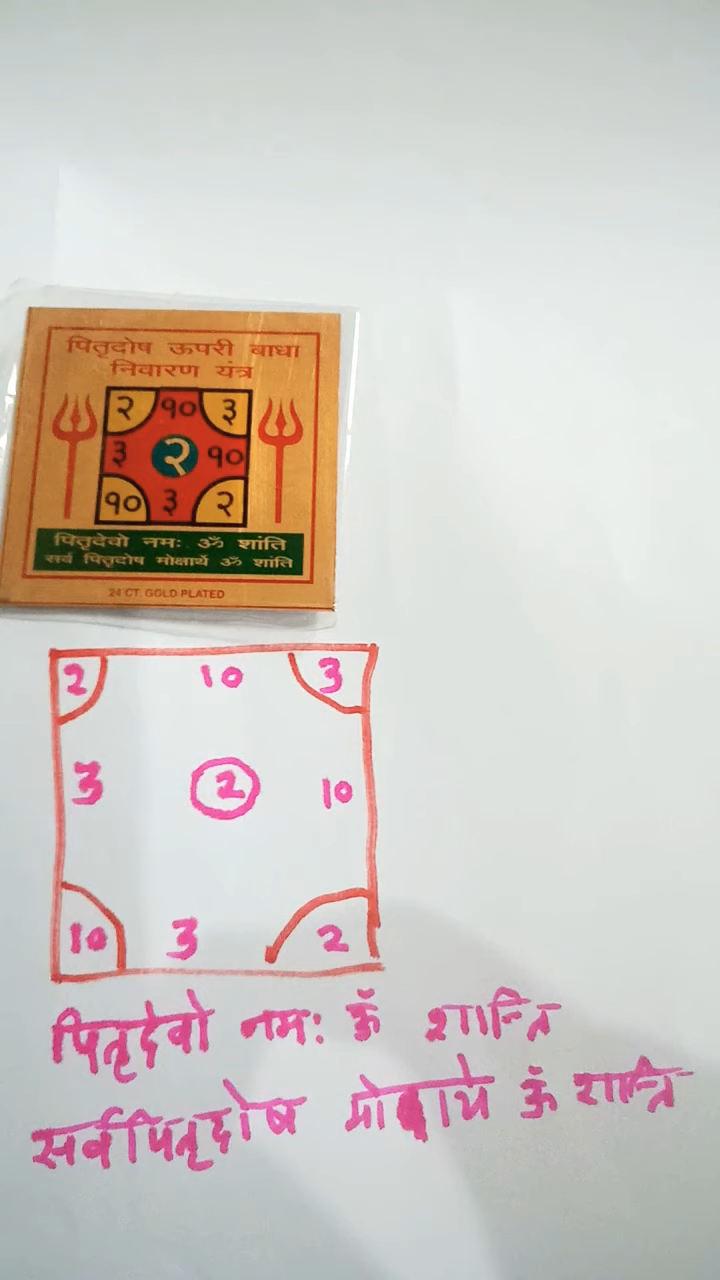 पितृदोष ऊपरी बाधा
निवारण यंत्र
२ १० ३
३ २ १०
१० ३ २
पितृदेवो नमः ॐ शांति
सर्व पितृदोष मोक्षार्थे ॐ शांति
24 CT. GOLD PLATED
2 10 3
3 2 10
10 3 2
पितृदेवो नमः ॐ शान्ति
सर्वपितृदोष ॐ शान्ति